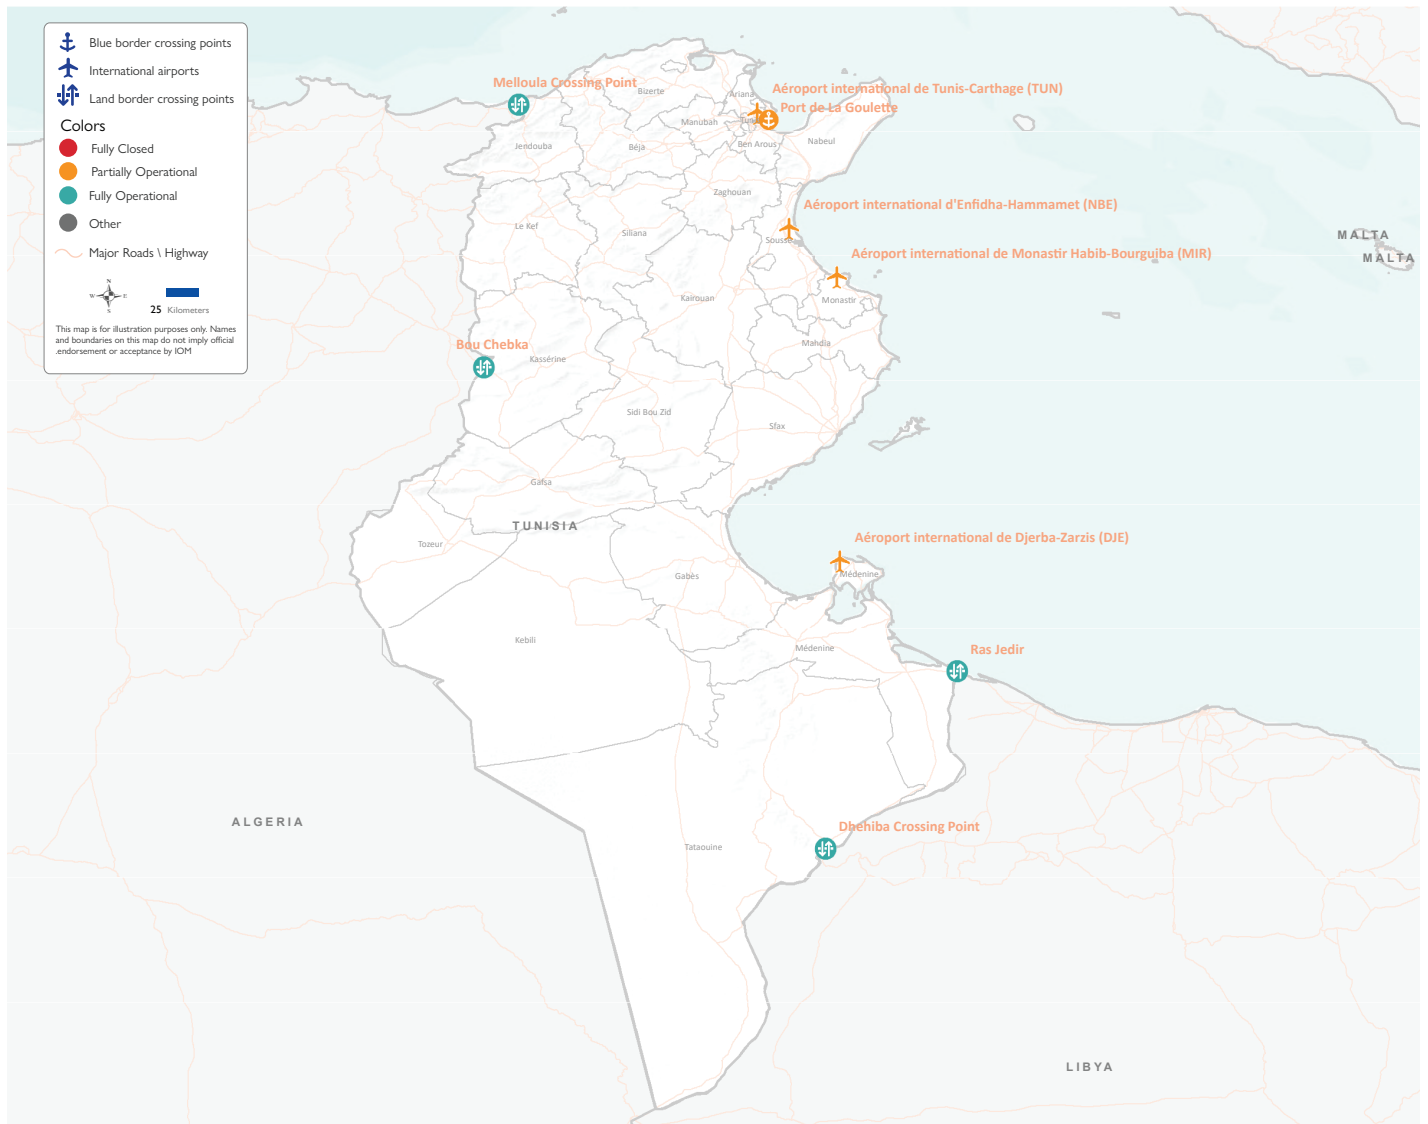 Blue border crossing points
International airports
Land border crossing points
Colors
Fully Closed
Partially Operational
Fully Operational
Other
Major Roads \ Highway
N
W E
S
25 Kilometers
This map is for illustration purposes only. Names
and boundaries on this map do not imply official
.endorsement or acceptance by IOM
Melloula Crossing Point
Bizerte
Ariana
Aéroport international de Tunis-Carthage (TUN)
Port de La Goulette
Manubah
Tunis
Jendouba
Béja
Ben Arous
Nabeul
Zaghouan
Aéroport international d'Enfidha-Hammamet (NBE)
Le Kef
Siliana
Sousse
MALTA
MALTA
Aéroport international de Monastir Habib-Bourguiba (MIR)
Kairouan
Monastir
Bou Chebka
Kassérine
Mahdia
Sidi Bou Zid
Sfax
Gafsa
TUNISIA
Tozeur
Aéroport international de Djerba-Zarzis (DJE)
Gabès
Médenine
Kebili
Médenine
Ras Jedir
ALGERIA
Dhehiba Crossing Point
Tataouine
LIBYA